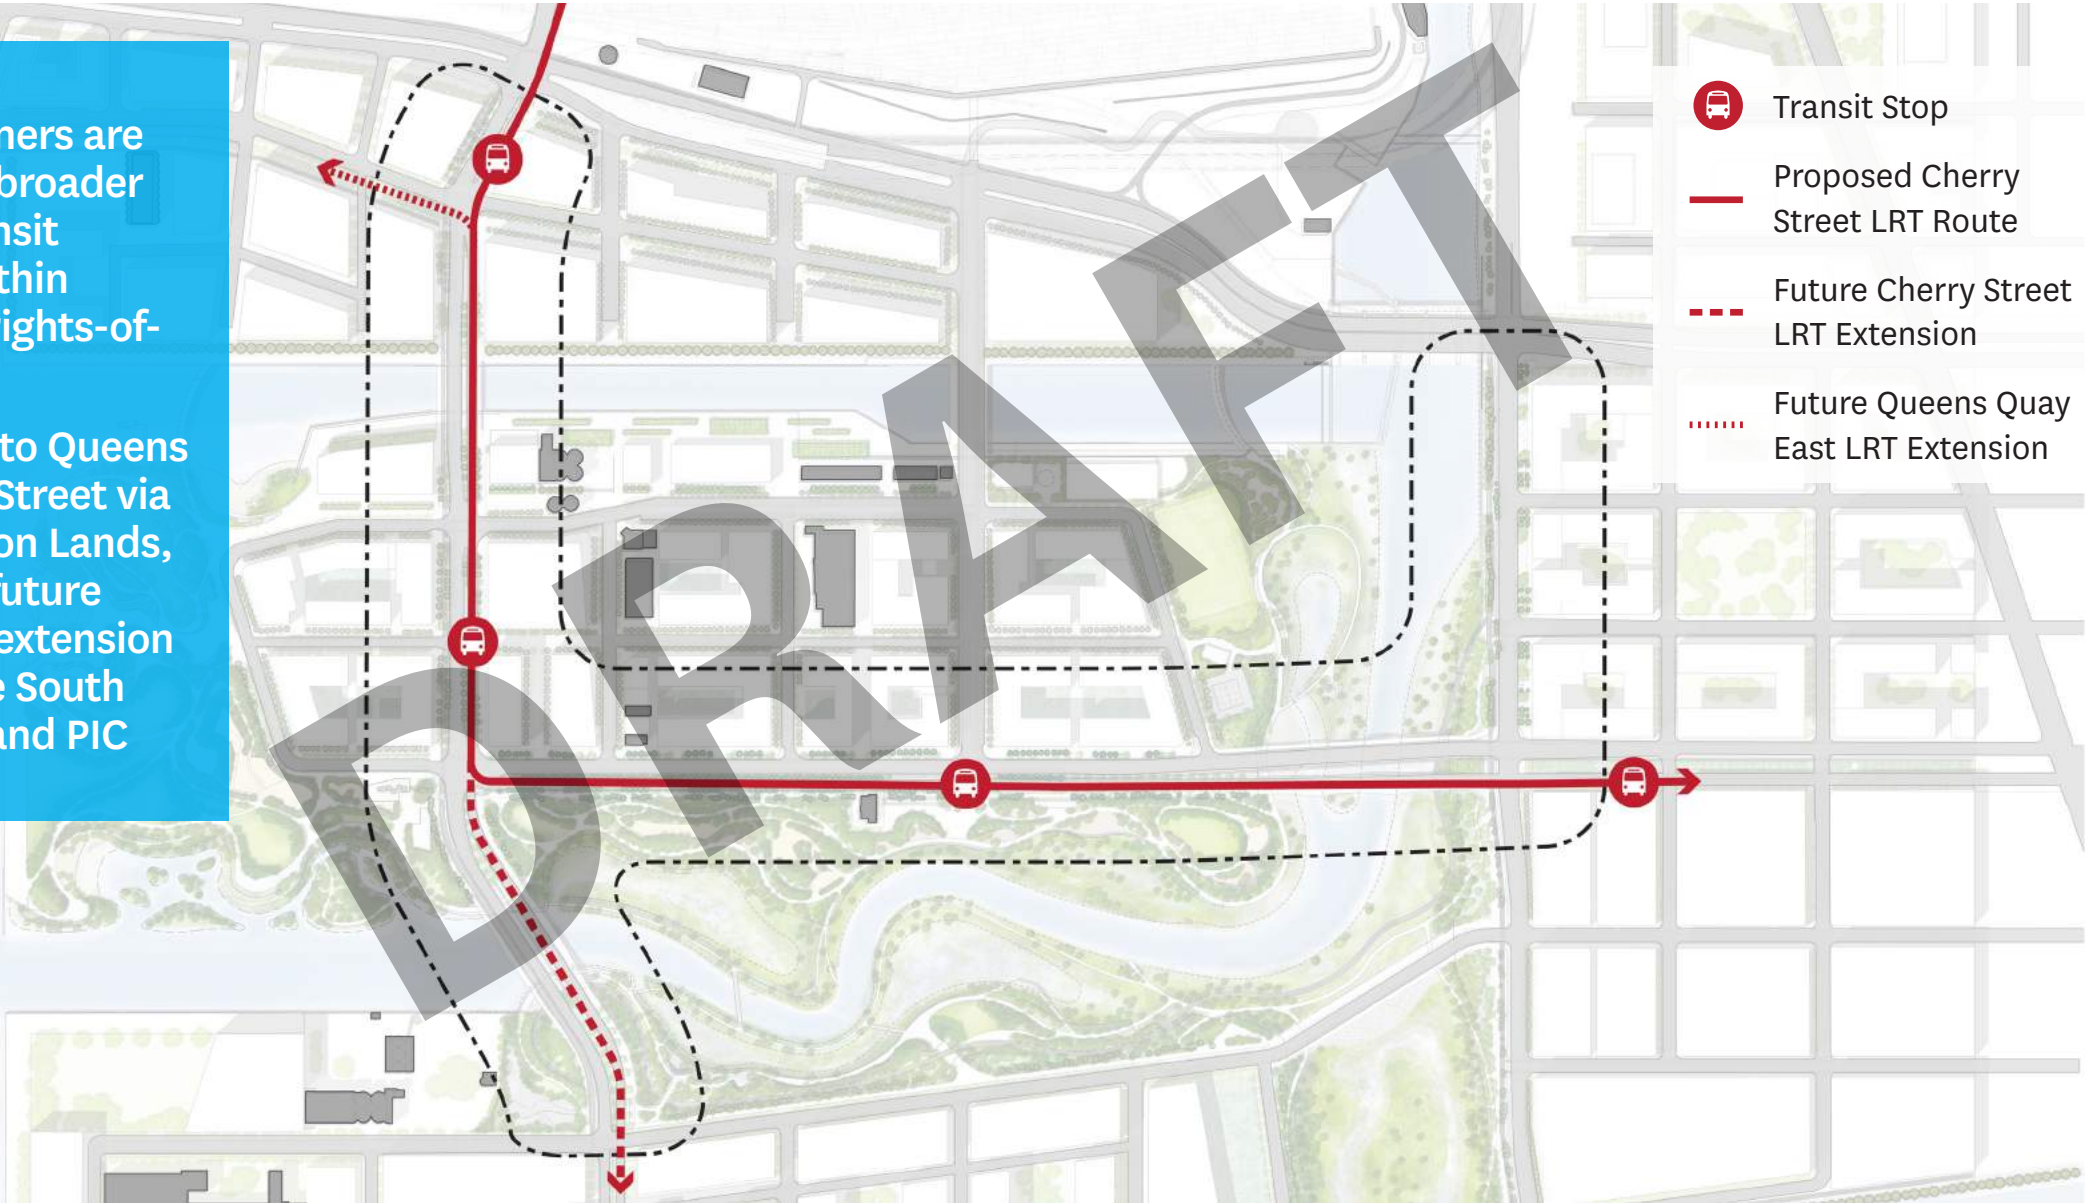 ners are
broader
nsit
thin
rights-of-
to Queens
Street via
on Lands,
future
extension
e South
and PIC
DRAFT
Transit Stop
Proposed Cherry
Street LRT Route
Future Cherry Street
LRT Extension
Future Queens Quay
East LRT Extension